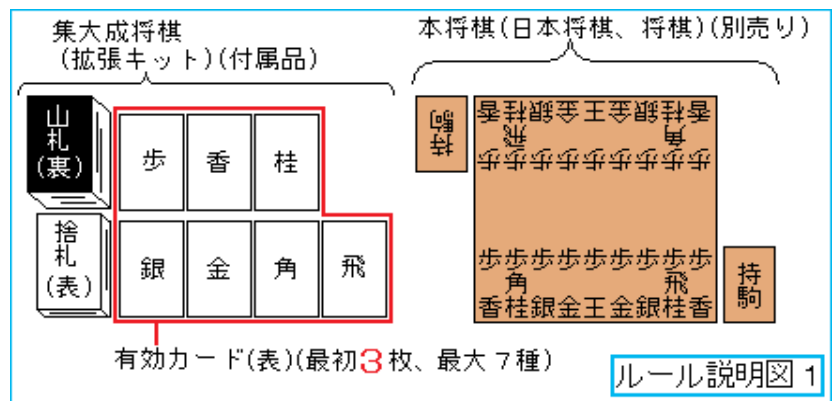 集大成将棋
(拡張キット)(付属品)
本将棋(日本将棋、将棋)(別売り)
山札(裏)
歩 香 桂
捨札(表)
銀 金 角 飛
有効カード(表)(最初3枚、最大7種)
持駒
香桂銀金王金銀桂香
飛 角
歩歩歩歩歩歩歩歩歩
歩歩歩歩歩歩歩歩歩
角 飛
香桂銀金王金銀桂香
持駒
ルール説明図1